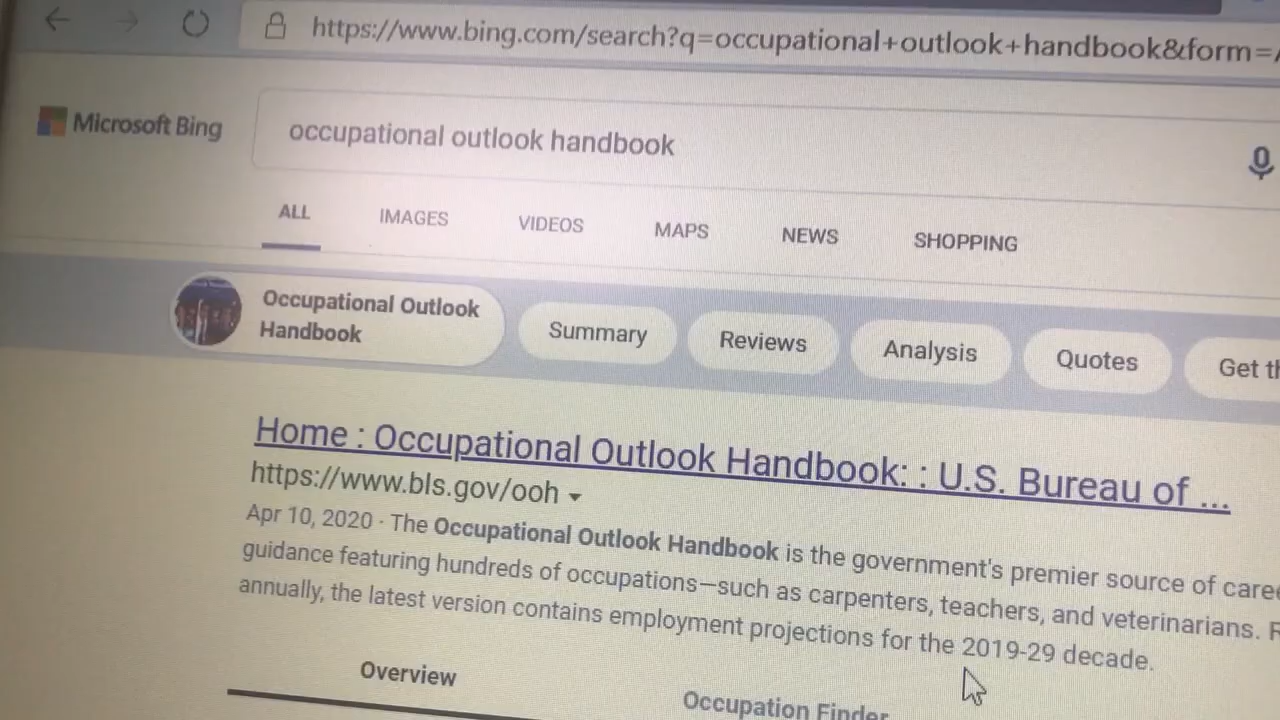 https://www.bing.com/search?q=occupational+outlook+handbook&form=
Microsoft Bing
occupational outlook handbook
ALL IMAGES VIDEOS MAPS NEWS SHOPPING
Occupational Outlook
Handbook
Summary Reviews Analysis Quotes Get
Home : Occupational Outlook Handbook: : U.S. Bureau of ...
https://www.bls.gov/ooh
Apr 10, 2020 · The Occupational Outlook Handbook is the government's premier source of
guidance featuring hundreds of occupations—such as carpenters, teachers, and veterinarians.
annually, the latest version contains employment projections for the 2019-29 decade.
Overview
Occupation Finder